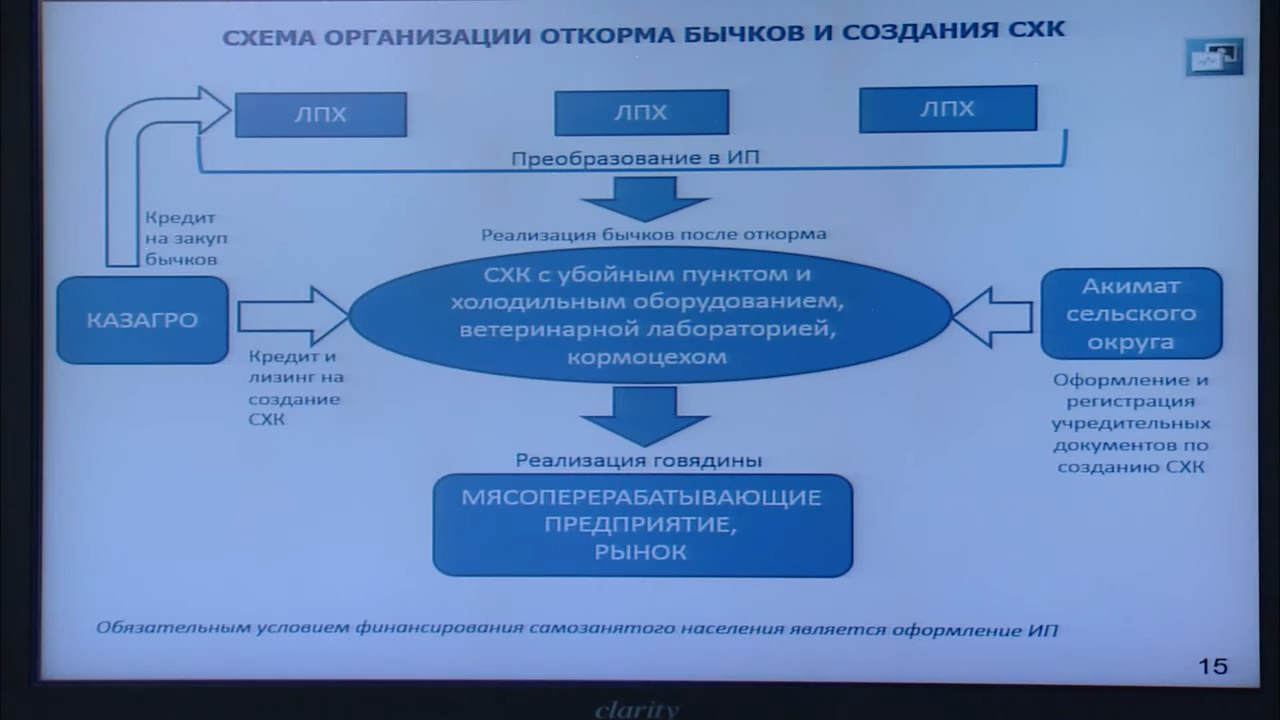 СХЕМА ОРГАНИЗАЦИИ ОТКОРМА БЫЧКОВ И СОЗДАНИЯ СХК
ЛПХ
ЛПХ
ЛПХ
Преобразование в ИП
Кредит
на закуп
бычков
Реализация бычков после откорма
КАЗАГРО
СХК с убойным пунктом и
холодильным оборудованием,
ветеринарной лабораторией,
кормоцехом
Акимат
сельского
округа
Кредит и
лизинг на
создание
СХК
Оформление и
регистрация
учредительных
документов по
созданию СХК
Реализация говядины
МЯСОПЕРЕРАБАТЫВАЮЩИЕ
ПРЕДПРИЯТИЕ,
РЫНОК
Обязательным условием финансирования самозанятого населения является оформление ИП
15
clarity